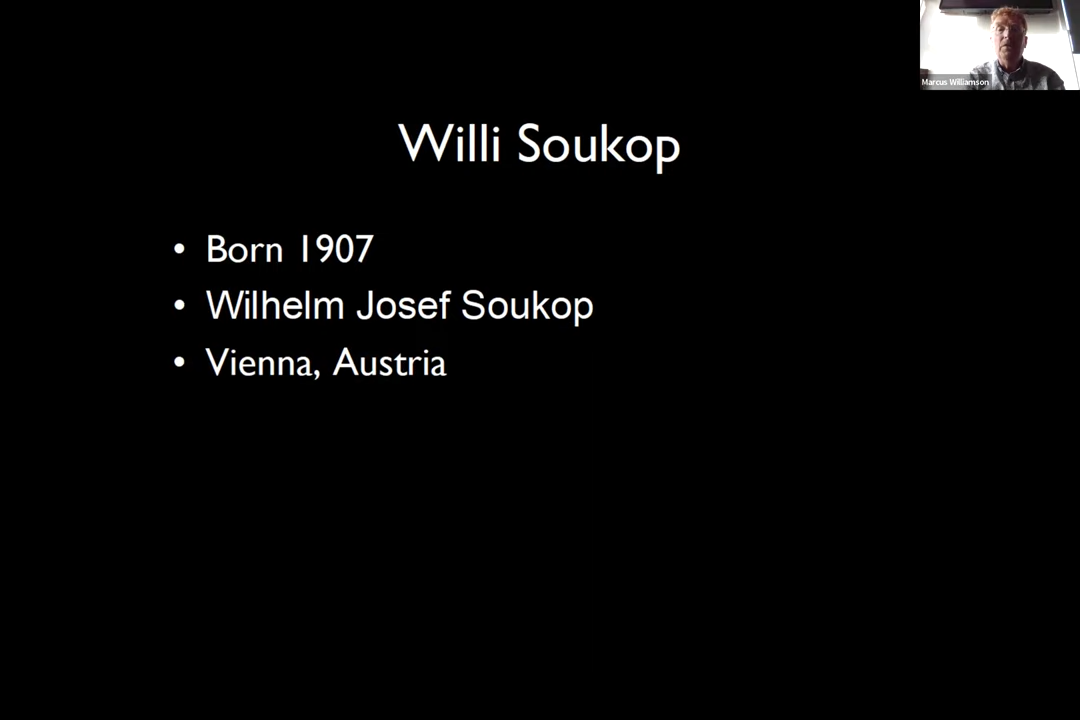 Marcus Williamson
Willi Soukop
• Born 1907
• Wilhelm Josef Soukop
• Vienna, Austria